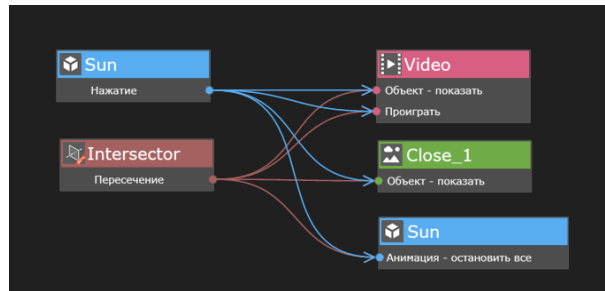 Sun
Нажатие
Intersector
Пересечение
Video
Объект - показать
Проиграть
Close_1
Объект - показать
Sun
Анимация - остановить все